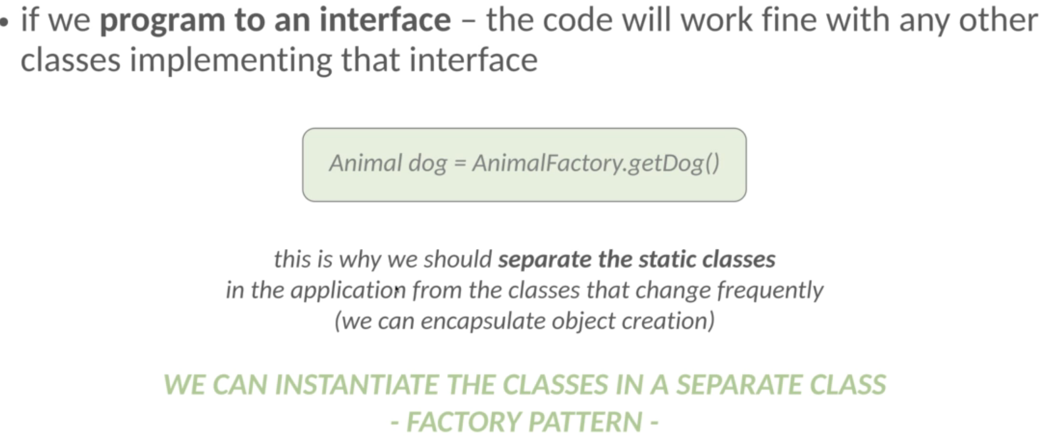 • if we program to an interface – the code will work fine with any other
classes implementing that interface
Animal dog = AnimalFactory.getDog()
this is why we should separate the static classes
in the application from the classes that change frequently
(we can encapsulate object creation)
WE CAN INSTANTIATE THE CLASSES IN A SEPARATE CLASS
- FACTORY PATTERN -